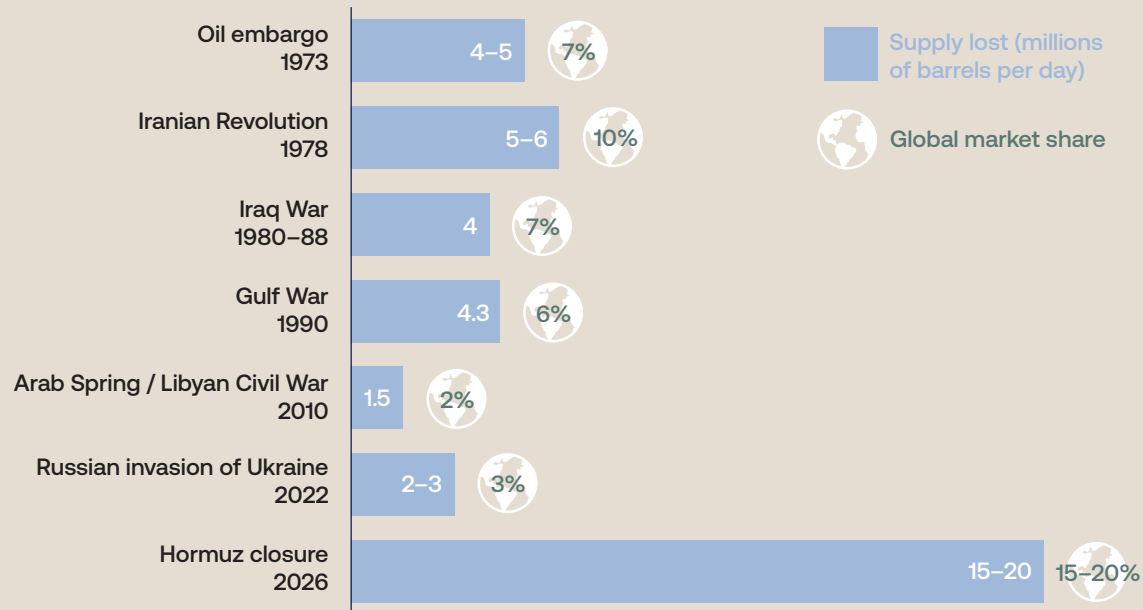 Oil embargo
1973
4–5
7%
Supply lost (millions
of barrels per day)
Iranian Revolution
1978
5–6
10%
Global market share
Iraq War
1980–88
4
7%
Gulf War
1990
4.3
6%
Arab Spring / Libyan Civil War
2010
1.5
2%
Russian invasion of Ukraine
2022
2–3
3%
Hormuz closure
2026
15–20
15–20%